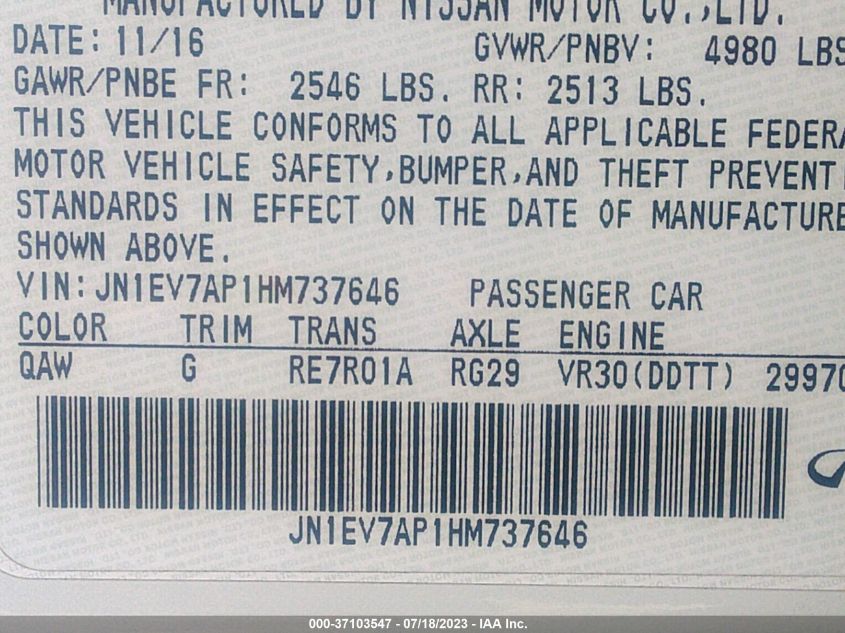 MANUFACTURED BY NISSAN MOTOR CO.,LTD.
DATE: 11/16 GVWR/PNBV: 4980 LBS
GAWR/PNBE FR: 2546 LBS. RR: 2513 LBS.
THIS VEHICLE CONFORMS TO ALL APPLICABLE FEDERA
MOTOR VEHICLE SAFETY,BUMPER,AND THEFT PREVENTI
STANDARDS IN EFFECT ON THE DATE OF MANUFACTURE
SHOWN ABOVE.
VIN:JN1EV7AP1HM737646 PASSENGER CAR
COLOR TRIM TRANS AXLE ENGINE
QAW G RE7R01A RG29 VR30(DDTT) 29970
JN1EV7AP1HM737646
000-37103547 - 07/18/2023 - IAA Inc.